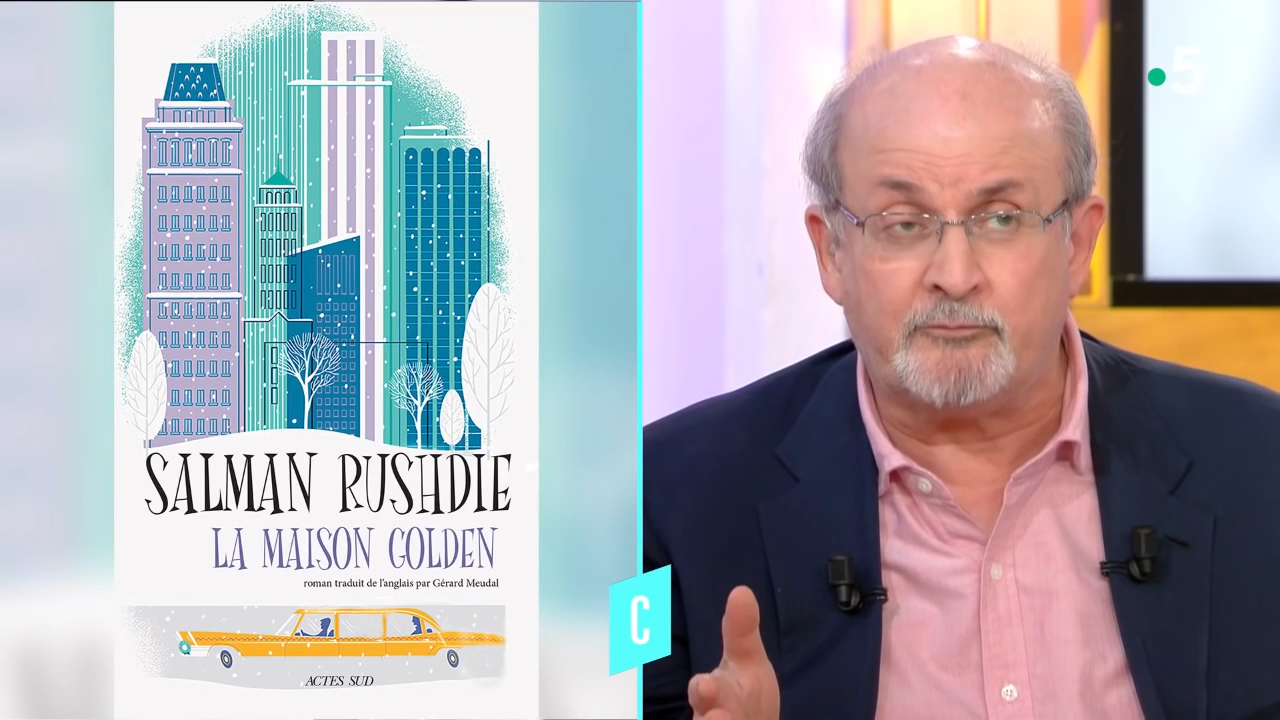 SALMAN RUSHDIE
LA MAISON GOLDEN
roman traduit de l'anglais par Gérard Meudal
ACTES SUD
C
5